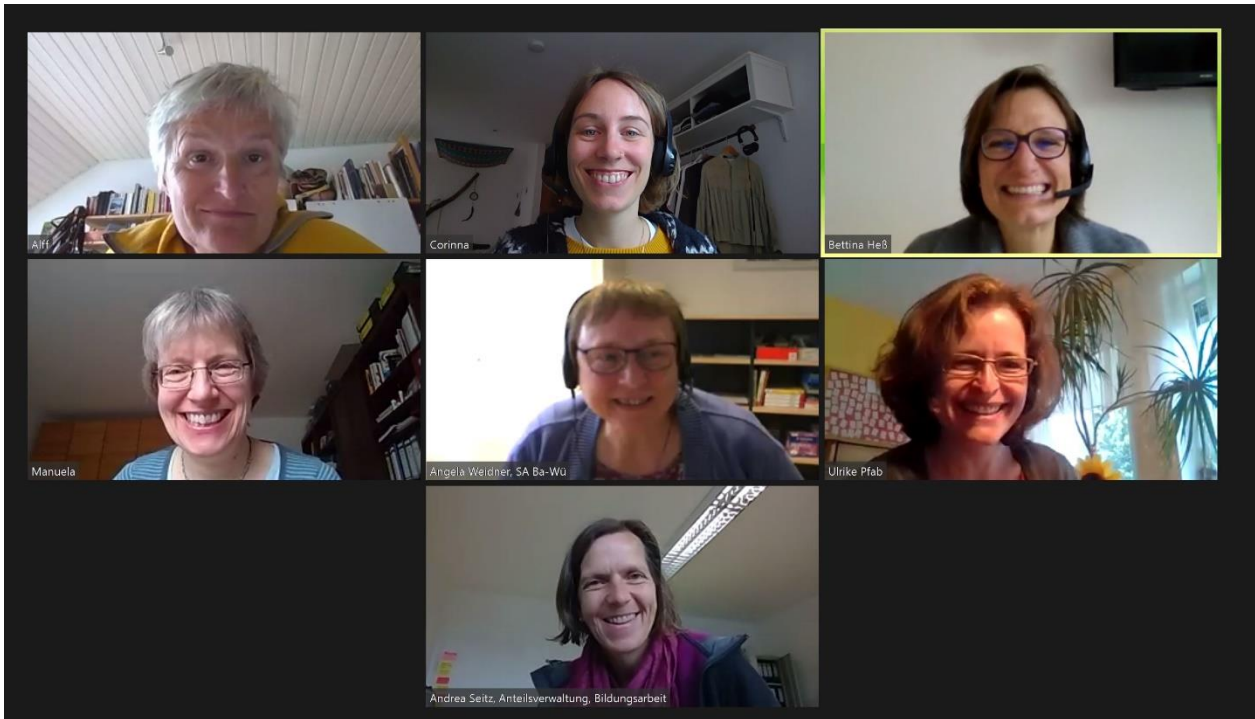 Alff
Corinna
Bettina Heß
Manuela
Angela Weidner, SA Ba-Wü
Ulrike Pfab
Andrea Seitz, Anteilsverwaltung, Bildungsarbeit